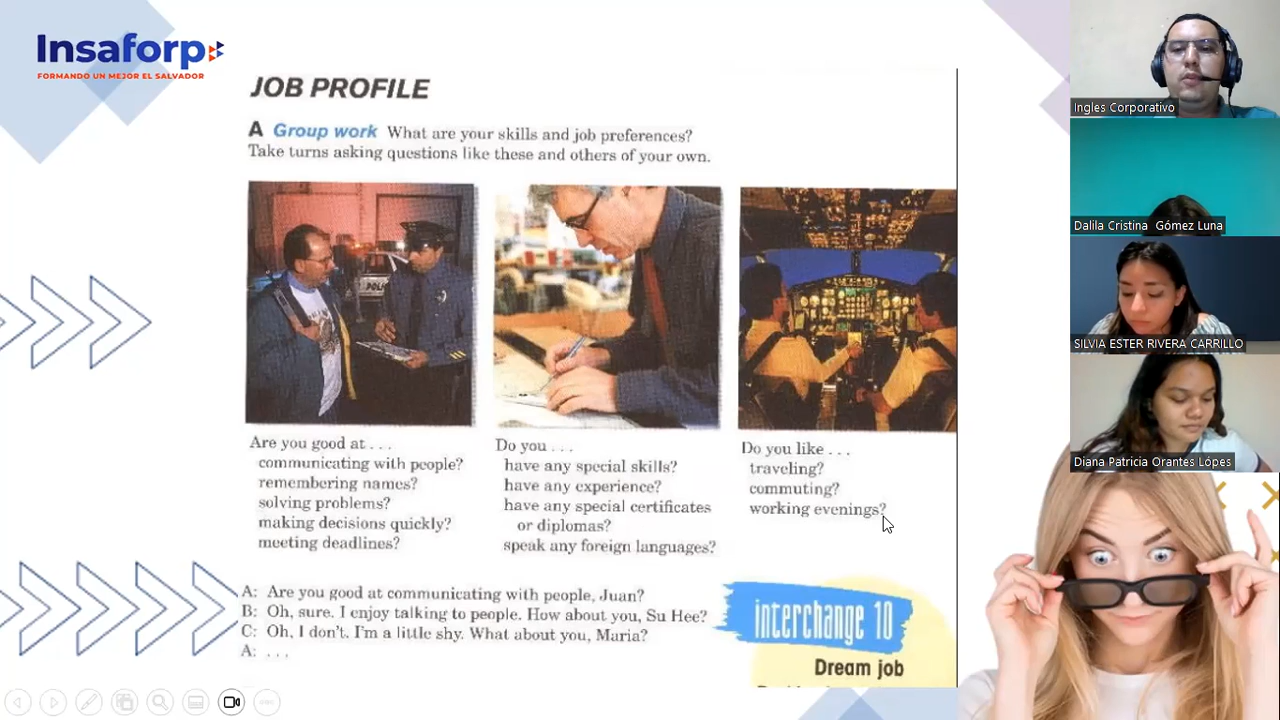 Insaforp
FORMANDO UN MEJOR EL SALVADOR
JOB PROFILE
A Group work What are your skills and job preferences?
Take turns asking questions like these and others of your own.
POLIC
Are you good at . . .
communicating with people?
remembering names?
solving problems?
making decisions quickly?
meeting deadlines?
Do you . . .
have any special skills?
have any experience?
have any special certificates
or diplomas?
speak any foreign languages?
Do you like . . .
traveling?
commuting?
working evenings?
A: Are you good at communicating with people, Juan?
B: Oh, sure. I enjoy talking to people. How about you, Su Hee?
C: Oh, I don't. I'm a little shy. What about you, Maria?
A: . . .
interchange 10
Dream job
Ingles Corporativo
Dalila Cristina Gómez Luna
SILVIA ESTER RIVERA CARRILLO
Diana Patricia Orantes Lópes